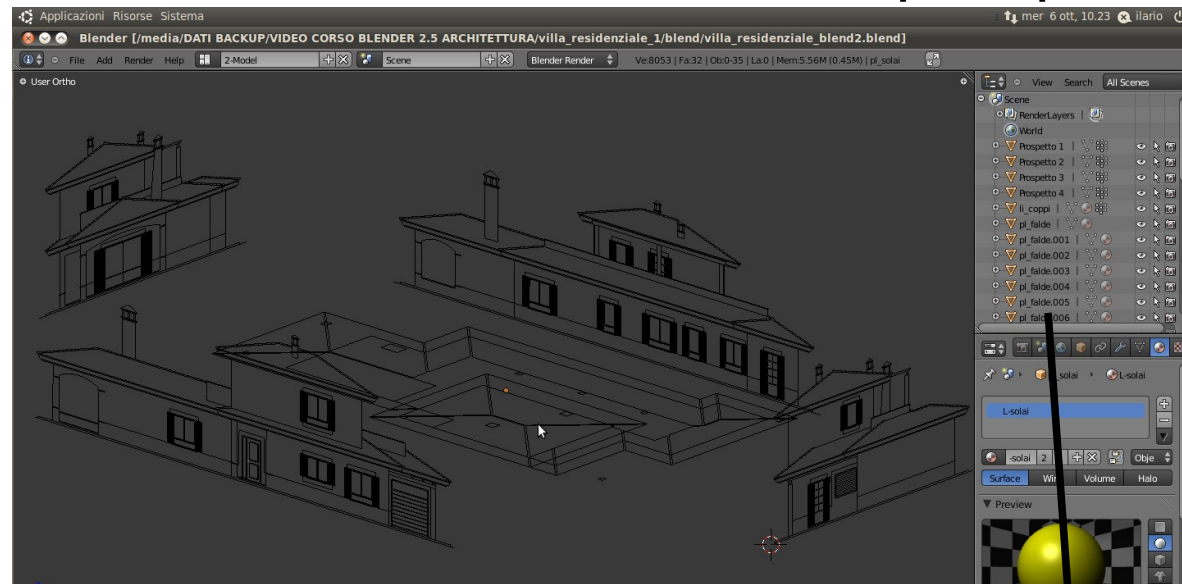 Applicazioni Risorse Sistema mer 6 ott, 10.23 ilario
Blender [/media/DATI BACKUP/VIDEO CORSO BLENDER 2.5 ARCHITETTURA/villa_residenziale_1/blend/villa_residenziale_blend2.blend]
File Add Render Help 2-Model Scene Blender Render Ve:8053 | Fa:32 | Ob:0-35 | La:0 | Mem:5.56M (0.45M) | pl_solai
User Ortho
View Search All Scenes
Scene
RenderLayers |
World
Prospetto 1 |
Prospetto 2 |
Prospetto 3 |
Prospetto 4 |
li_coppi |
pl_falde |
pl_falde.001 |
pl_falde.002 |
pl_falde.003 |
pl_falde.004 |
pl_falde.005 |
006 |
solai L-solai
L-solai
-solai 2 Obje
Surface Volume Halo
Preview